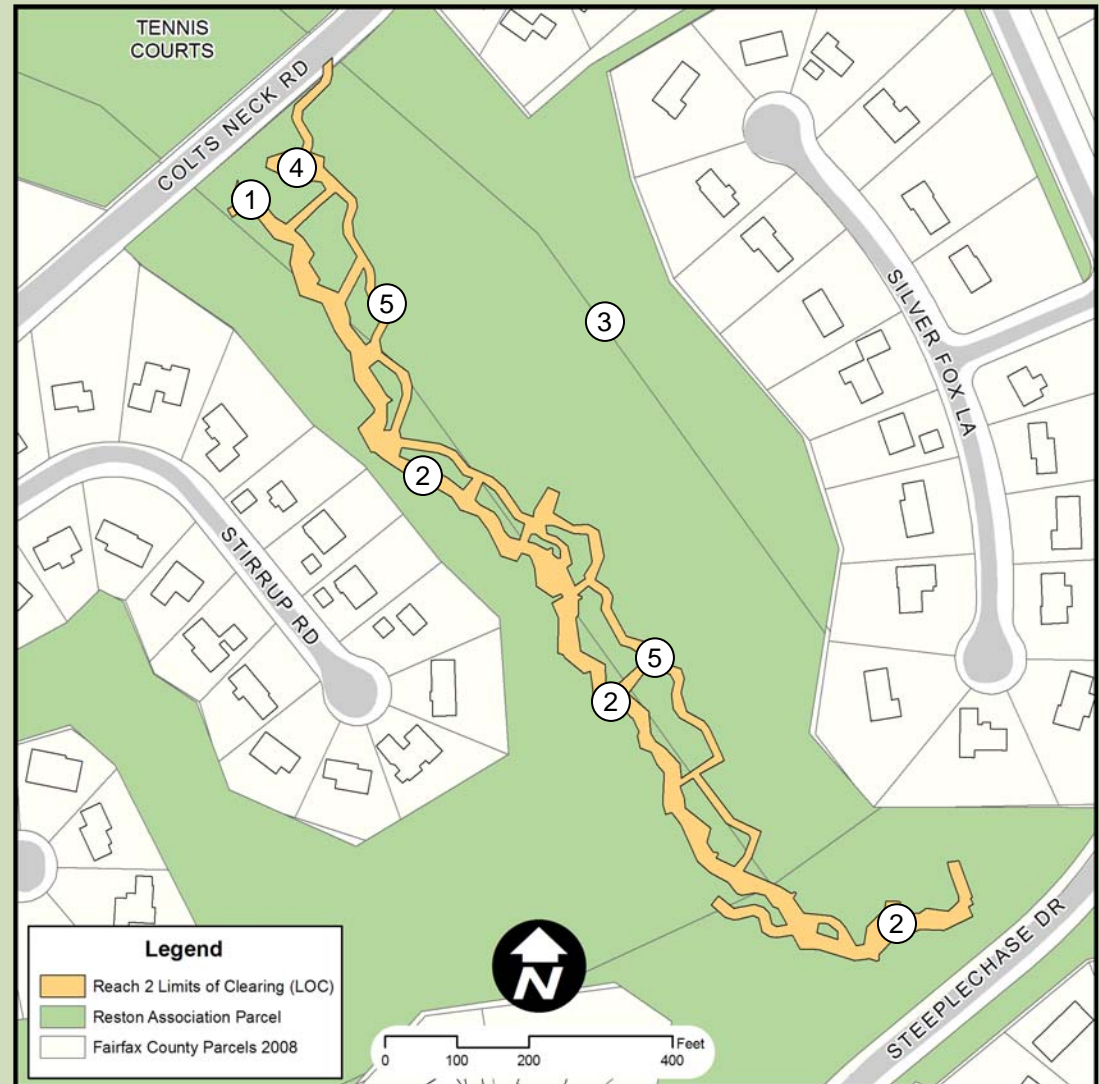 TENNIS
COURTS
COLTS NECK RD
4
1
5
3
SILVER FOX LA
2
STIRRUP RD
5
2
2
STEEPLECHASE DR
Legend
Reach 2 Limits of Clearing (LOC)
Reston Association Parcel
Fairfax County Parcels 2008
N
Feet
0 100 200 400